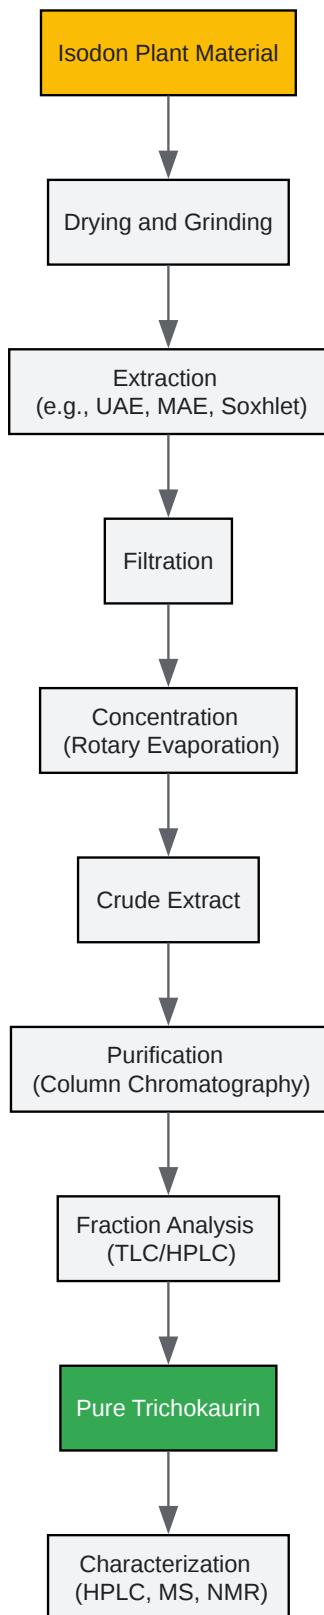 Isodon Plant Material
Drying and Grinding
Extraction
(e.g., UAE, MAE, Soxhlet)
Filtration
Concentration
(Rotary Evaporation)
Crude Extract
Purification
(Column Chromatography)
Fraction Analysis
(TLC/HPLC)
Pure Trichokaurin
Characterization
(HPLC, MS, NMR)